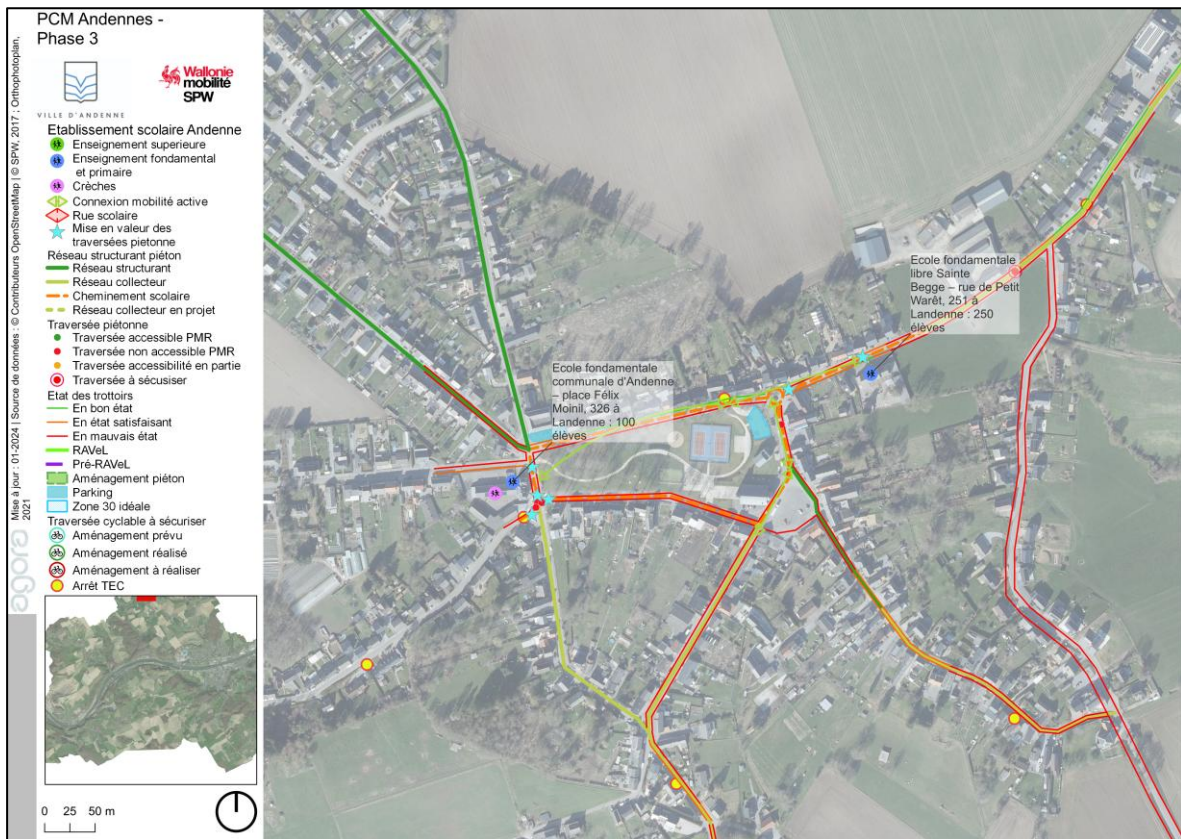 PCM Andennes -
Phase 3
VILLE D'ANDENNE
Wallonie
mobilité
SPW
Etablissement scolaire Andenne
Enseignement superieure
Enseignement fondamental
et primaire
Crèches
Connexion mobilité active
Rue scolaire
Mise en valeur des
traversées pietonne
Réseau structurant piéton
Réseau structurant
Réseau collecteur
Cheminement scolaire
Réseau collecteur en projet
Traversée piétonne
Traversée accessible PMR
Traversée non accessible PMR
Traversée accessibilité en partie
Traversée à sécusiser
Etat des trottoirs
En bon état
En état satisfaisant
En mauvais état
RAVeL
Pré-RAVeL
Aménagement piéton
Parking
Zone 30 idéale
Traversée cyclable à sécuriser
Aménagement prévu
Aménagement réalisé
Aménagement à réaliser
Arrêt TEC
0 25 50 m
agora
Mise à jour : 01-2024 | Source de données : © Contributeurs OpenStreetMap | © SPW, 2017 ; Orthophotoplan,
2021
Ecole fondamentale
communale d'Andenne
– place Félix
Moinil, 326 à
Landenne : 100
élèves
Ecole fondamentale
libre Sainte
Begge – rue de Petit
Warêt, 251 à
Landenne : 250
élèves